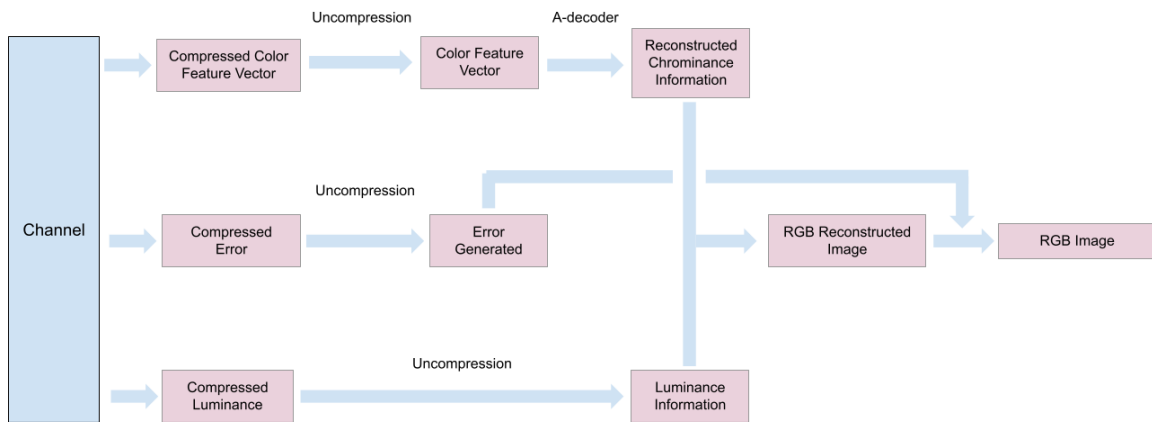 Uncompression
A-decoder
Compressed Color
Feature Vector
Color Feature
Vector
Reconstructed
Chrominance
Information
Uncompression
Channel
Compressed
Error
Error
Generated
RGB Reconstructed
Image
RGB Image
Uncompression
Compressed
Luminance
Luminance
Information